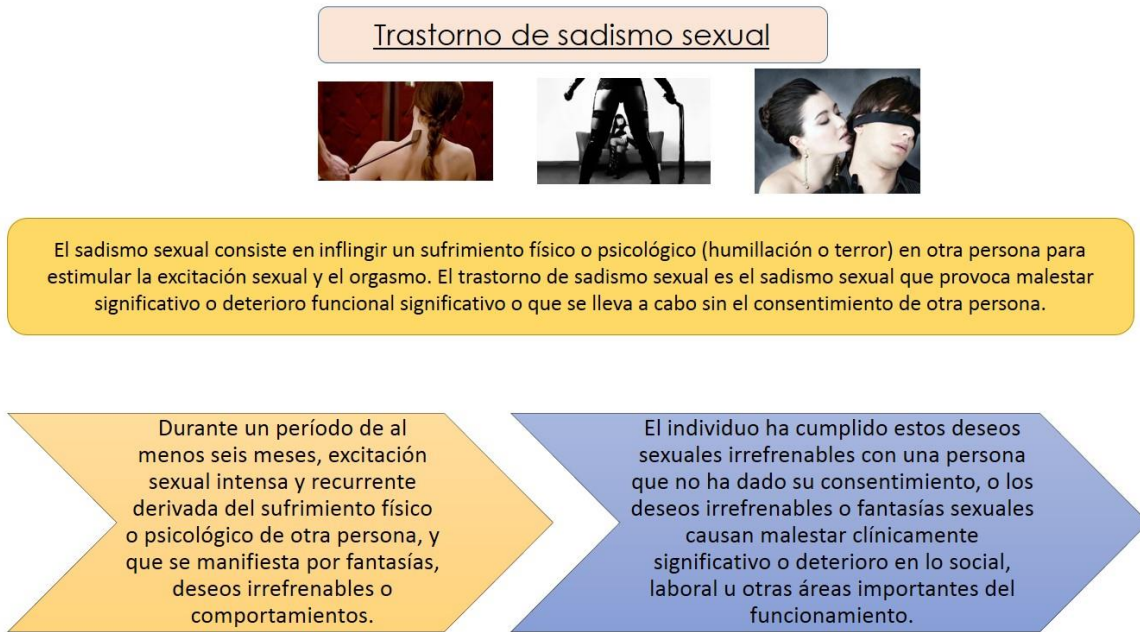 Trastorno de sadismo sexual
El sadismo sexual consiste en inflingir un sufrimiento físico o psicológico (humillación o terror) en otra persona para
estimular la excitación sexual y el orgasmo. El trastorno de sadismo sexual es el sadismo sexual que provoca malestar
significativo o deterioro funcional significativo o que se lleva a cabo sin el consentimiento de otra persona.
Durante un período de al
menos seis meses, excitación
sexual intensa y recurrente
derivada del sufrimiento físico
o psicológico de otra persona, y
que se manifiesta por fantasías,
deseos irrefrenables o
comportamientos.
El individuo ha cumplido estos deseos
sexuales irrefrenables con una persona
que no ha dado su consentimiento, o los
deseos irrefrenables o fantasías sexuales
causan malestar clínicamente
significativo o deterioro en lo social,
laboral u otras áreas importantes del
funcionamiento.